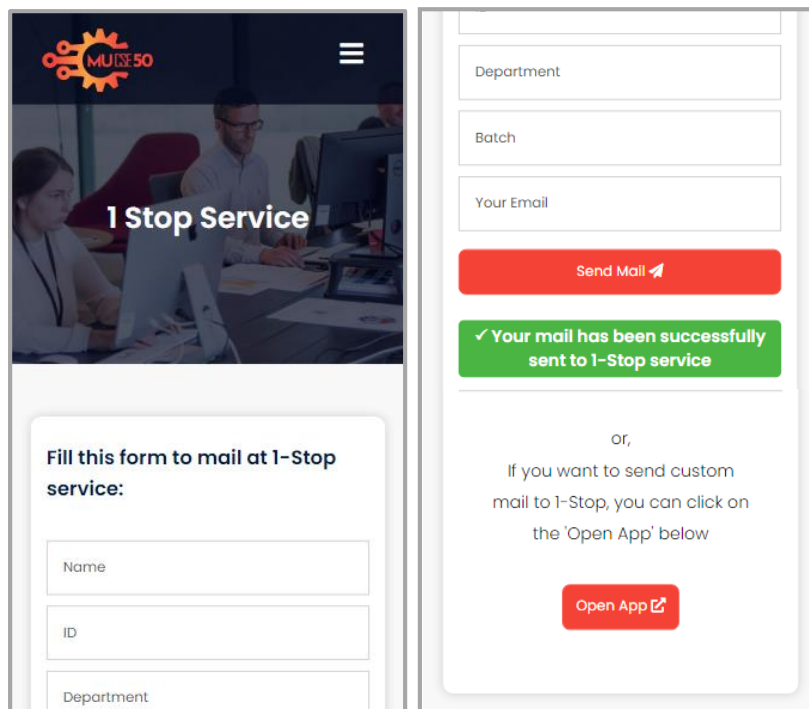 MU CSE 50
1 Stop Service
Fill this form to mail at 1-Stop
service:
Name
ID
Department
Department
Batch
Your Email
Send Mail
✓ Your mail has been successfully
sent to 1-Stop service
or,
If you want to send custom
mail to 1-Stop, you can click on
the 'Open App' below
Open App